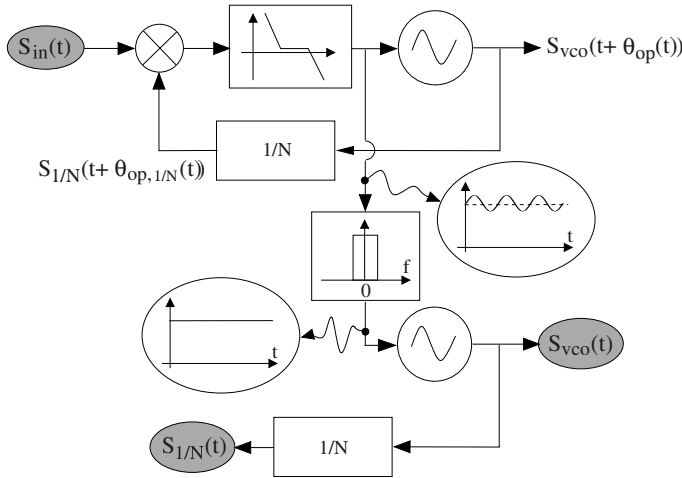 S_in(t)
S_vco(t+ θ_op(t))
1/N
S_1/N(t+ θ_op,1/N(t))
t
f
0
t
S_vco(t)
1/N
S_1/N(t)